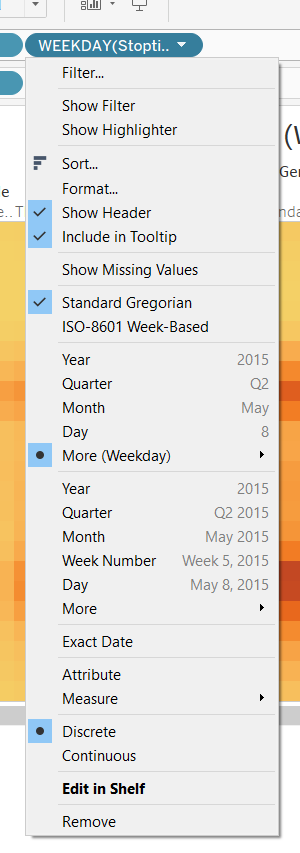 WEEKDAY(Stopti..
Filter...
(W
Show Filter
Show Highlighter
Sort...
Ger
Format...
e
Show Header
e..T
nda
Include in Tooltip
Show Missing Values
Standard Gregorian
ISO-8601 Week-Based
Year 2015
Quarter Q2
Month May
Day 8
More (Weekday)
Year 2015
Quarter Q2 2015
Month May 2015
Week Number Week 5, 2015
Day May 8, 2015
More
Exact Date
Attribute
Measure
Discrete
Continuous
Edit in Shelf
Remove